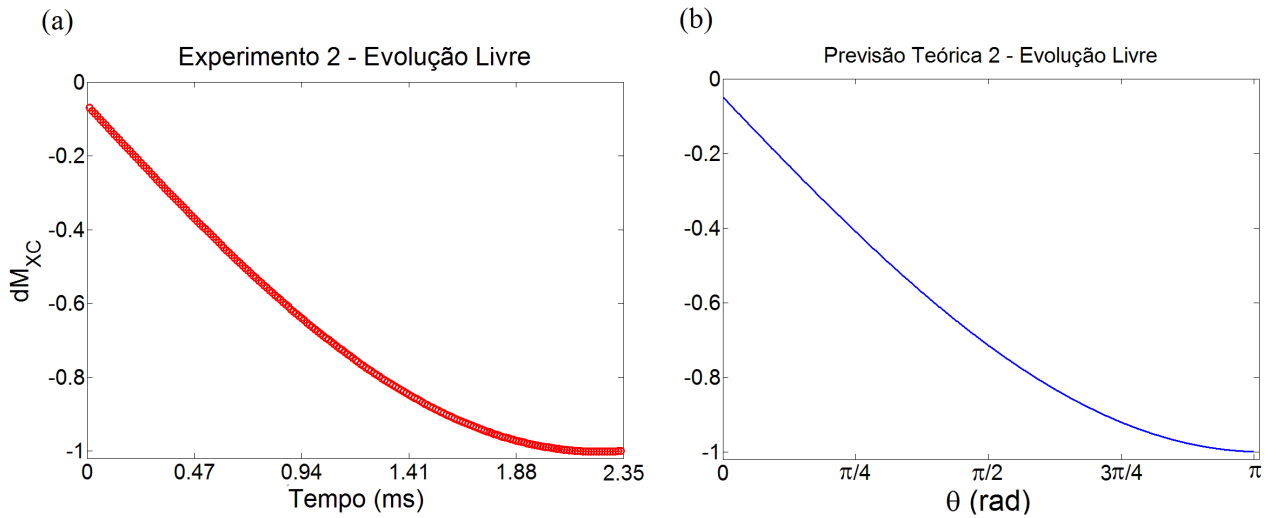 (a)
Experimento 2 - Evolução Livre
0
-0.2
-0.4
-0.6
-0.8
-1
dM_XC
0 0.47 0.94 1.41 1.88 2.35
Tempo (ms)
(b)
Previsão Teórica 2 - Evolução Livre
0
-0.2
-0.4
-0.6
-0.8
-1
0 π/4 π/2 3π/4 π
θ (rad)